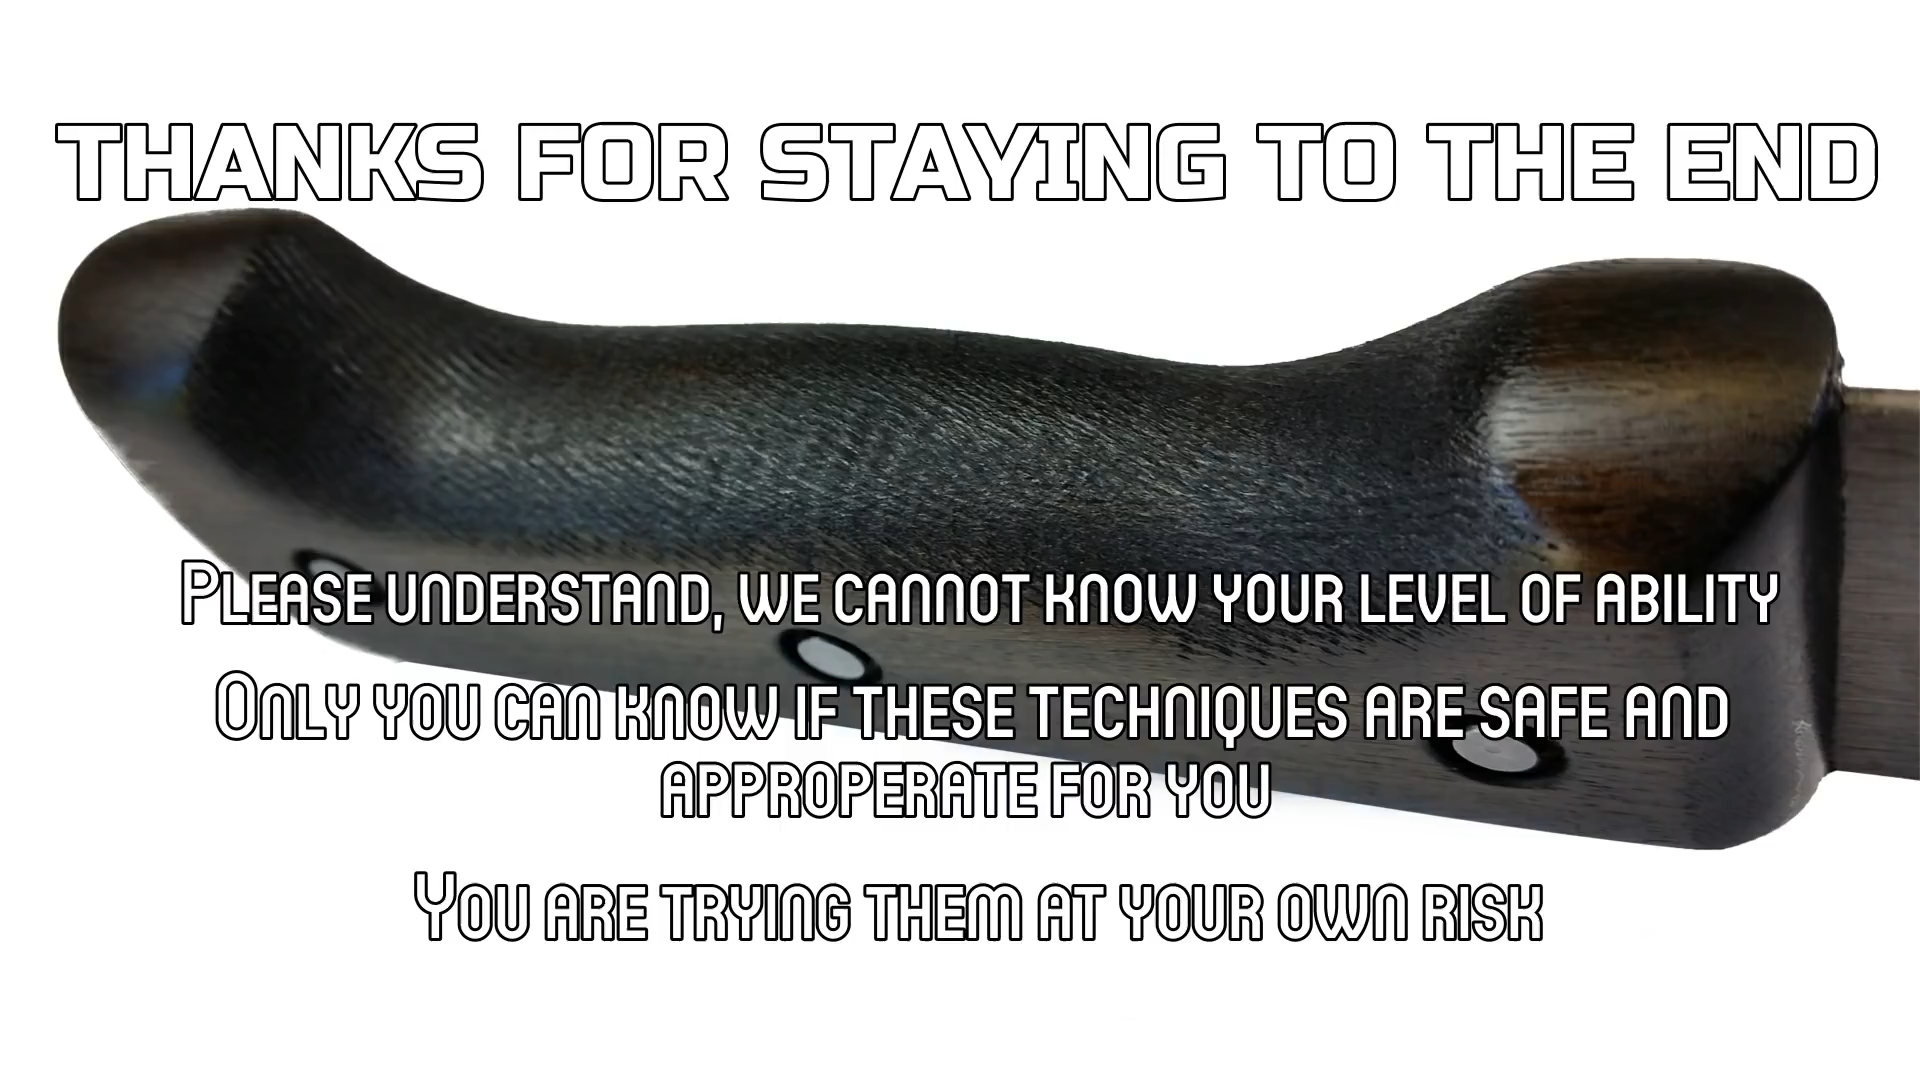 THANKS FOR STAYING TO THE END
Please understand, we cannot know your level of ability
Only you can know if these techniques are safe and
approperate for you
You are trying them at your own risk